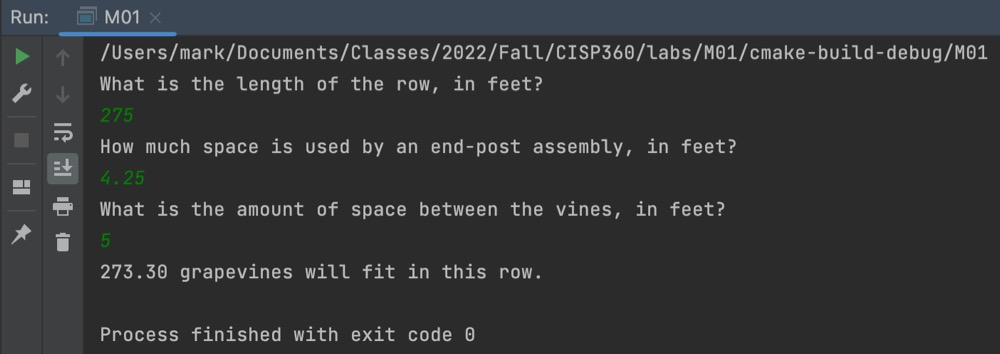 Run: M01
/Users/mark/Documents/Classes/2022/Fall/CISP360/labs/M01/cmake-build-debug/M01
What is the length of the row, in feet?
275
How much space is used by an end-post assembly, in feet?
4.25
What is the amount of space between the vines, in feet?
5
273.30 grapevines will fit in this row.
Process finished with exit code 0